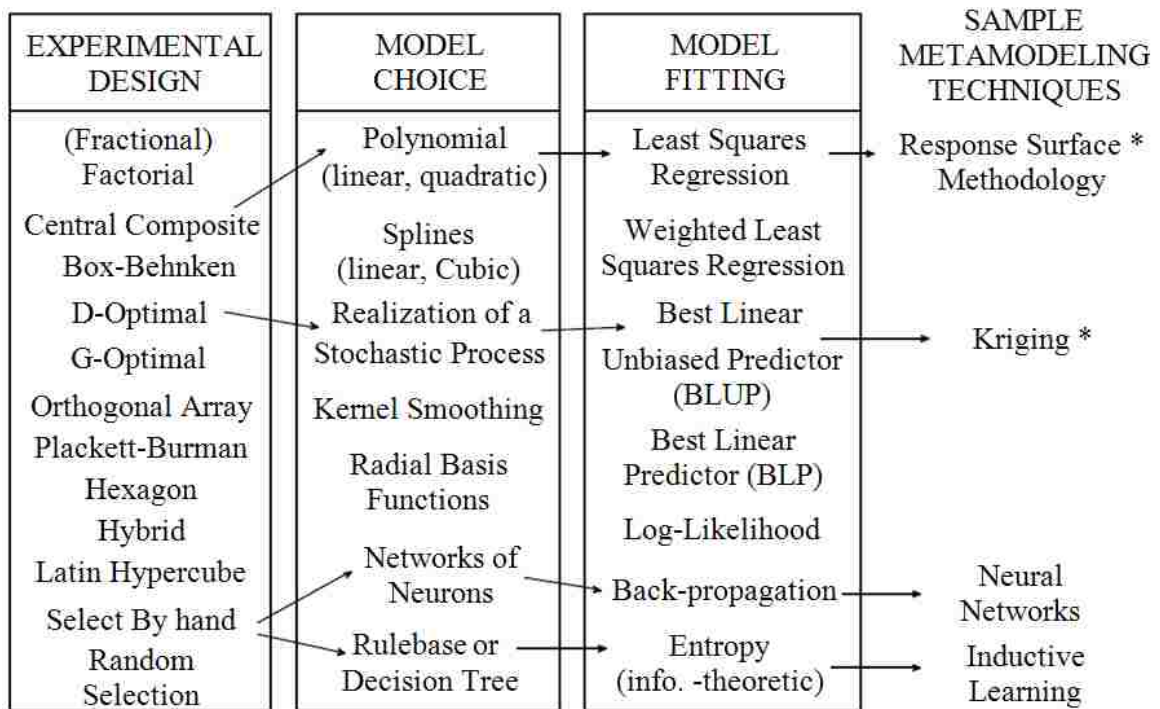 EXPERIMENTAL
DESIGN
(Fractional)
Factorial
Central Composite
Box-Behnken
D-Optimal
G-Optimal
Orthogonal Array
Plackett-Burman
Hexagon
Hybrid
Latin Hypercube
Select By hand
Random
Selection
MODEL
CHOICE
Polynomial
(linear, quadratic)
Splines
(linear, Cubic)
Realization of a
Stochastic Process
Kernel Smoothing
Radial Basis
Functions
Networks of
Neurons
Rulebase or
Decision Tree
MODEL
FITTING
Least Squares
Regression
Weighted Least
Squares Regression
Best Linear
Unbiased Predictor
(BLUP)
Best Linear
Predictor (BLP)
Log-Likelihood
Back-propagation
Entropy
(info. -theoretic)
SAMPLE
METAMODELING
TECHNIQUES
Response Surface *
Methodology
Kriging *
Neural
Networks
Inductive
Learning